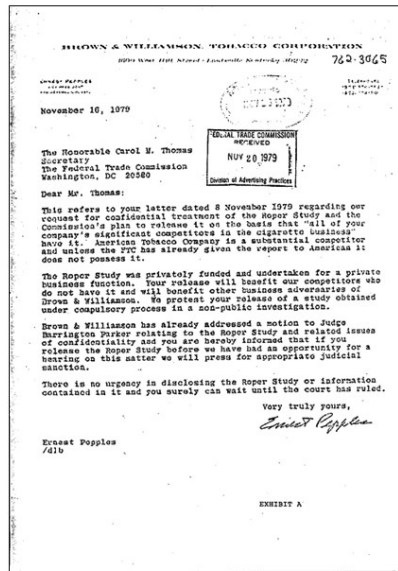 BROWN & WILLIAMSON TOBACCO CORPORATION
1600 West Hill Street - Louisville Kentucky
762-3065
ERNEST PEPPLES
November 16, 1979
FEDERAL TRADE COMMISSION
RECEIVED
NOV 20 1979
Division of Advertising Practices
The Honorable Carol M. Thomas
Secretary
The Federal Trade Commission
Washington, DC 20580
Dear Mr. Thomas:
This refers to your letter dated 8 November 1979 regarding our
request for confidential treatment of the Roper Study and the
Commission's plan to release it on the basis that "all of your
company's significant competitors in the cigarette business"
have it. American Tobacco Company is a substantial competitor
and unless the FTC has already given the report to American it
does not possess it.
The Roper Study was privately funded and undertaken for a private
business function. Your release will benefit our competitors who
do not have it and will benefit other business adversaries of
Brown & Williamson. We protest your release of a study obtained
under compulsory process in a non-public investigation.
Brown & Williamson has already addressed a motion to Judge
Barrington Parker relating to the Roper Study and related issues
of confidentiality and you are hereby informed that if you
release the Roper Study before we have had an opportunity for a
hearing on this matter we will press for appropriate judicial
sanction.
There is no urgency in disclosing the Roper Study or information
contained in it and you surely can wait until the court has ruled.
Very truly yours,
Ernest Pepples
Ernest Pepples
/dlb
EXHIBIT A